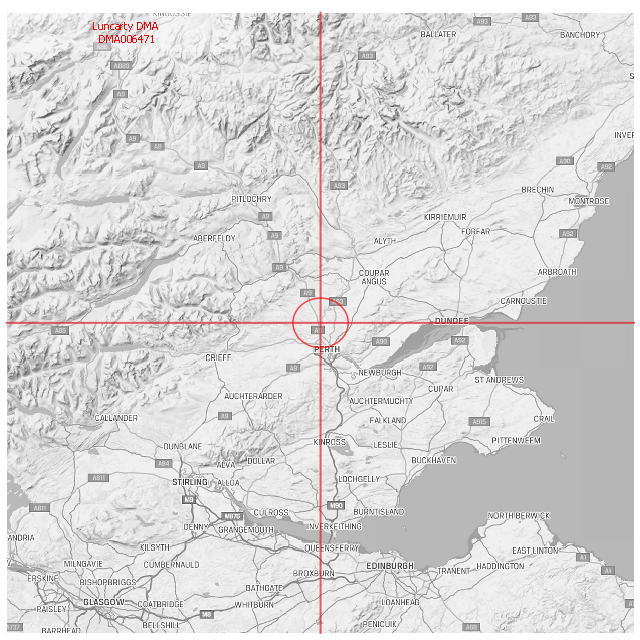 KINGUSSIE
Luncarty DMA
DMA006471
A93
A93
BALLATER
BANCHDRY
A93
A889
A9
A9
A9
A9
A90
A92
INVER
BRECHIN
A93
PITLOCHRY
MONTROSE
A9
KIRRIEMUIR
ABERFELDY
A9
FORFAR
A92
ALYTH
A9
COUPAR
ANGUS
ARBROATH
A9
CARNOUSTIE
DUNDEE
A85
A90
A92
PERTH
CRIEFF
A9
NEWBURGH
A92
ST ANDREWS
CUPAR
AUCHTERARDER
AUCHTERMUCHTY
CALLANDER
A9
FALKLAND
A915
CRAIL
DUNBLANE
KINROSS
LESLIE
PITTENWEEM
A84
ALVA
DOLLAR
BUCKHAVEN
A811
STIRLING
ALLOA
LOCHGELLY
M9
A811
CULROSS
M90
BURNTISLAND
M876
NORTH BERWICK
DENNY
GRANGEMOUTH
INVERKEITHING
ANDRIA
KILSYTH
QUEENSFERRY
EAST LINTON
A1
MILNGAVIE
CUMBERNAULD
EDINBURGH
HADDINGTON
ERSKINE
BISHOPBRIGGS
BROXBURN
TRANENT
A1
BATHGATE
PAISLEY
GLASGOW
COATBRIDGE
WHITBURN
LOANHEAD
M8
BARRHEAD
BELLSHILL
PENICUIK
A68
A737